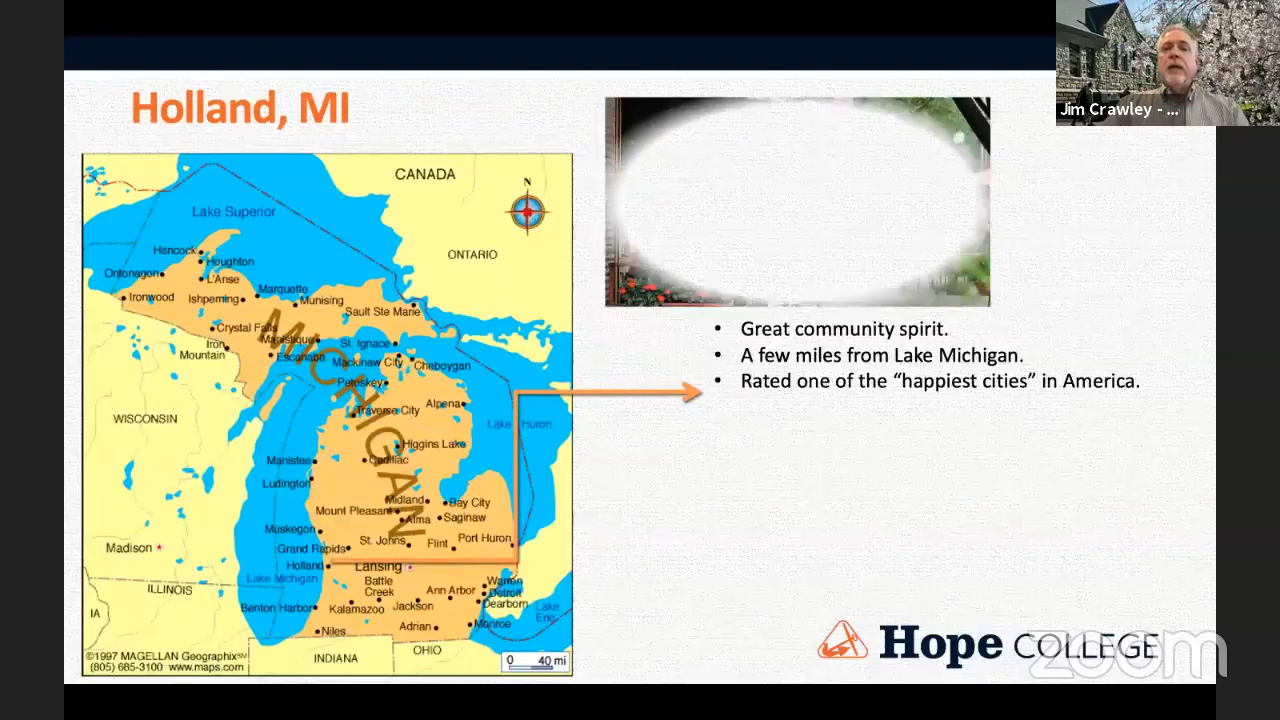 Holland, MI
Jim Crawley - ...
CANADA
N
Lake Superior
ONTARIO
Hancock
Houghton
Ontonagon
L'Anse
Marquette
Ironwood
Ishpeming
Munising
Sault Ste Marie
Crystal Falls
Manistique
St. Ignace
Iron
Mountain
Escanaba
Mackinaw City
Cheboygan
Petoskey
MICHIGAN
Traverse City
Alpena
WISCONSIN
Lake Huron
Higgins Lake
Manistee
Cadillac
Ludington
Midland
Bay City
Mount Pleasant
Alma
Saginaw
Muskegon
St. Johns
Flint
Port Huron
Madison
Grand Rapids
Holland
Lansing
Lake Michigan
Battle
Creek
Warren
ILLINOIS
Ann Arbor
Detroit
Dearborn
IA
Benton Harbor
Kalamazoo
Jackson
Lake
Erie
Niles
Adrian
Monroe
©1997 MAGELLAN Geographix℠
(805) 685-3100 www.maps.com
INDIANA
OHIO
0 40 mi
• Great community spirit.
• A few miles from Lake Michigan.
• Rated one of the “happiest cities” in America.
Hope COLLEGE
zoom